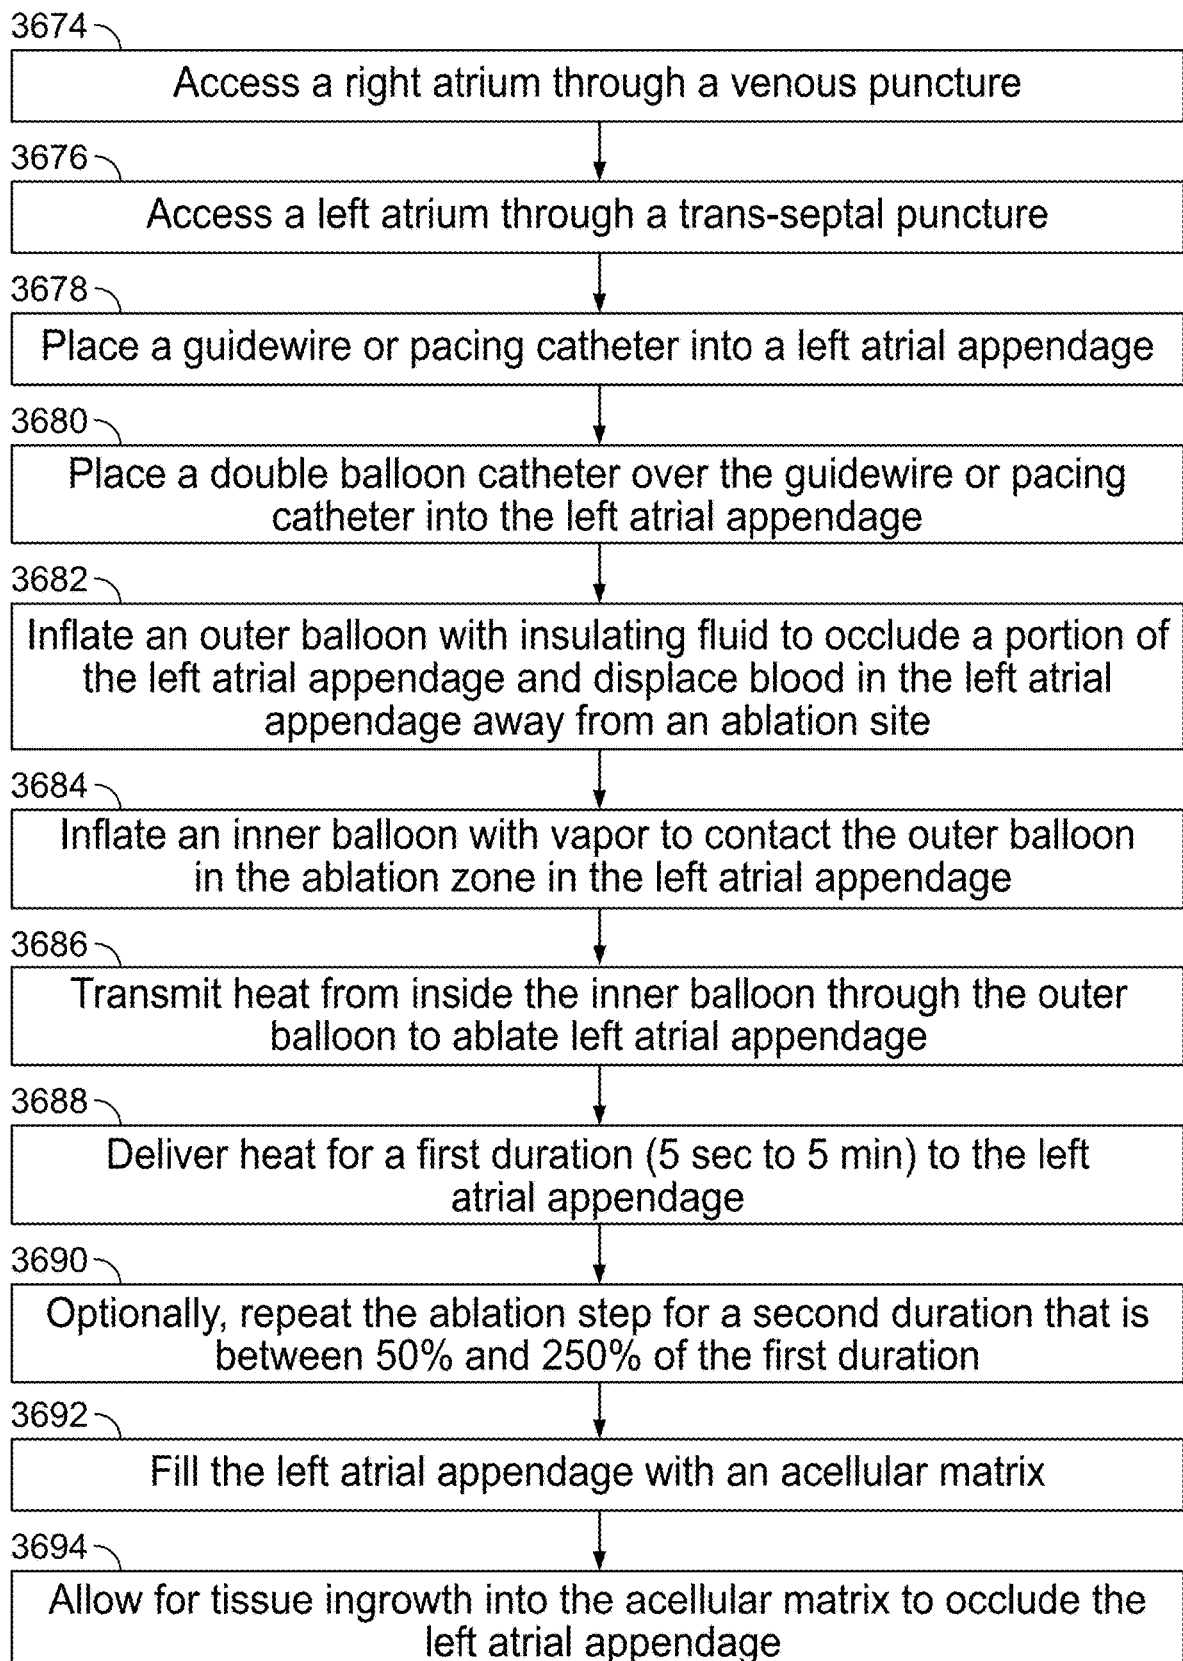 3674
Access a right atrium through a venous puncture
3676
Access a left atrium through a trans-septal puncture
3678
Place a guidewire or pacing catheter into a left atrial appendage
3680
Place a double balloon catheter over the guidewire or pacing
catheter into the left atrial appendage
3682
Inflate an outer balloon with insulating fluid to occlude a portion of
the left atrial appendage and displace blood in the left atrial
appendage away from an ablation site
3684
Inflate an inner balloon with vapor to contact the outer balloon
in the ablation zone in the left atrial appendage
3686
Transmit heat from inside the inner balloon through the outer
balloon to ablate left atrial appendage
3688
Deliver heat for a first duration (5 sec to 5 min) to the left
atrial appendage
3690
Optionally, repeat the ablation step for a second duration that is
between 50% and 250% of the first duration
3692
Fill the left atrial appendage with an acellular matrix
3694
Allow for tissue ingrowth into the acellular matrix to occlude the
left atrial appendage